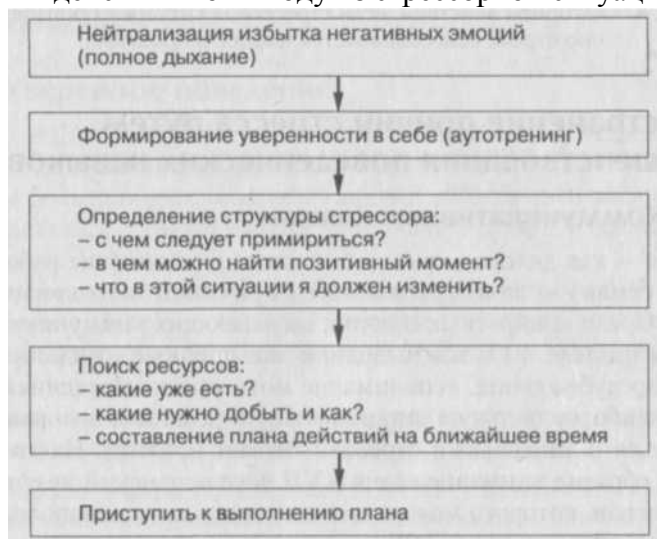 Нейтрализация избытка негативных эмоций
(полное дыхание)
Формирование уверенности в себе (аутотренинг)
Определение структуры стрессора:
– с чем следует примириться?
– в чем можно найти позитивный момент?
– что в этой ситуации я должен изменить?
Поиск ресурсов:
– какие уже есть?
– какие нужно добыть и как?
– составление плана действий на ближайшее время
Приступить к выполнению плана